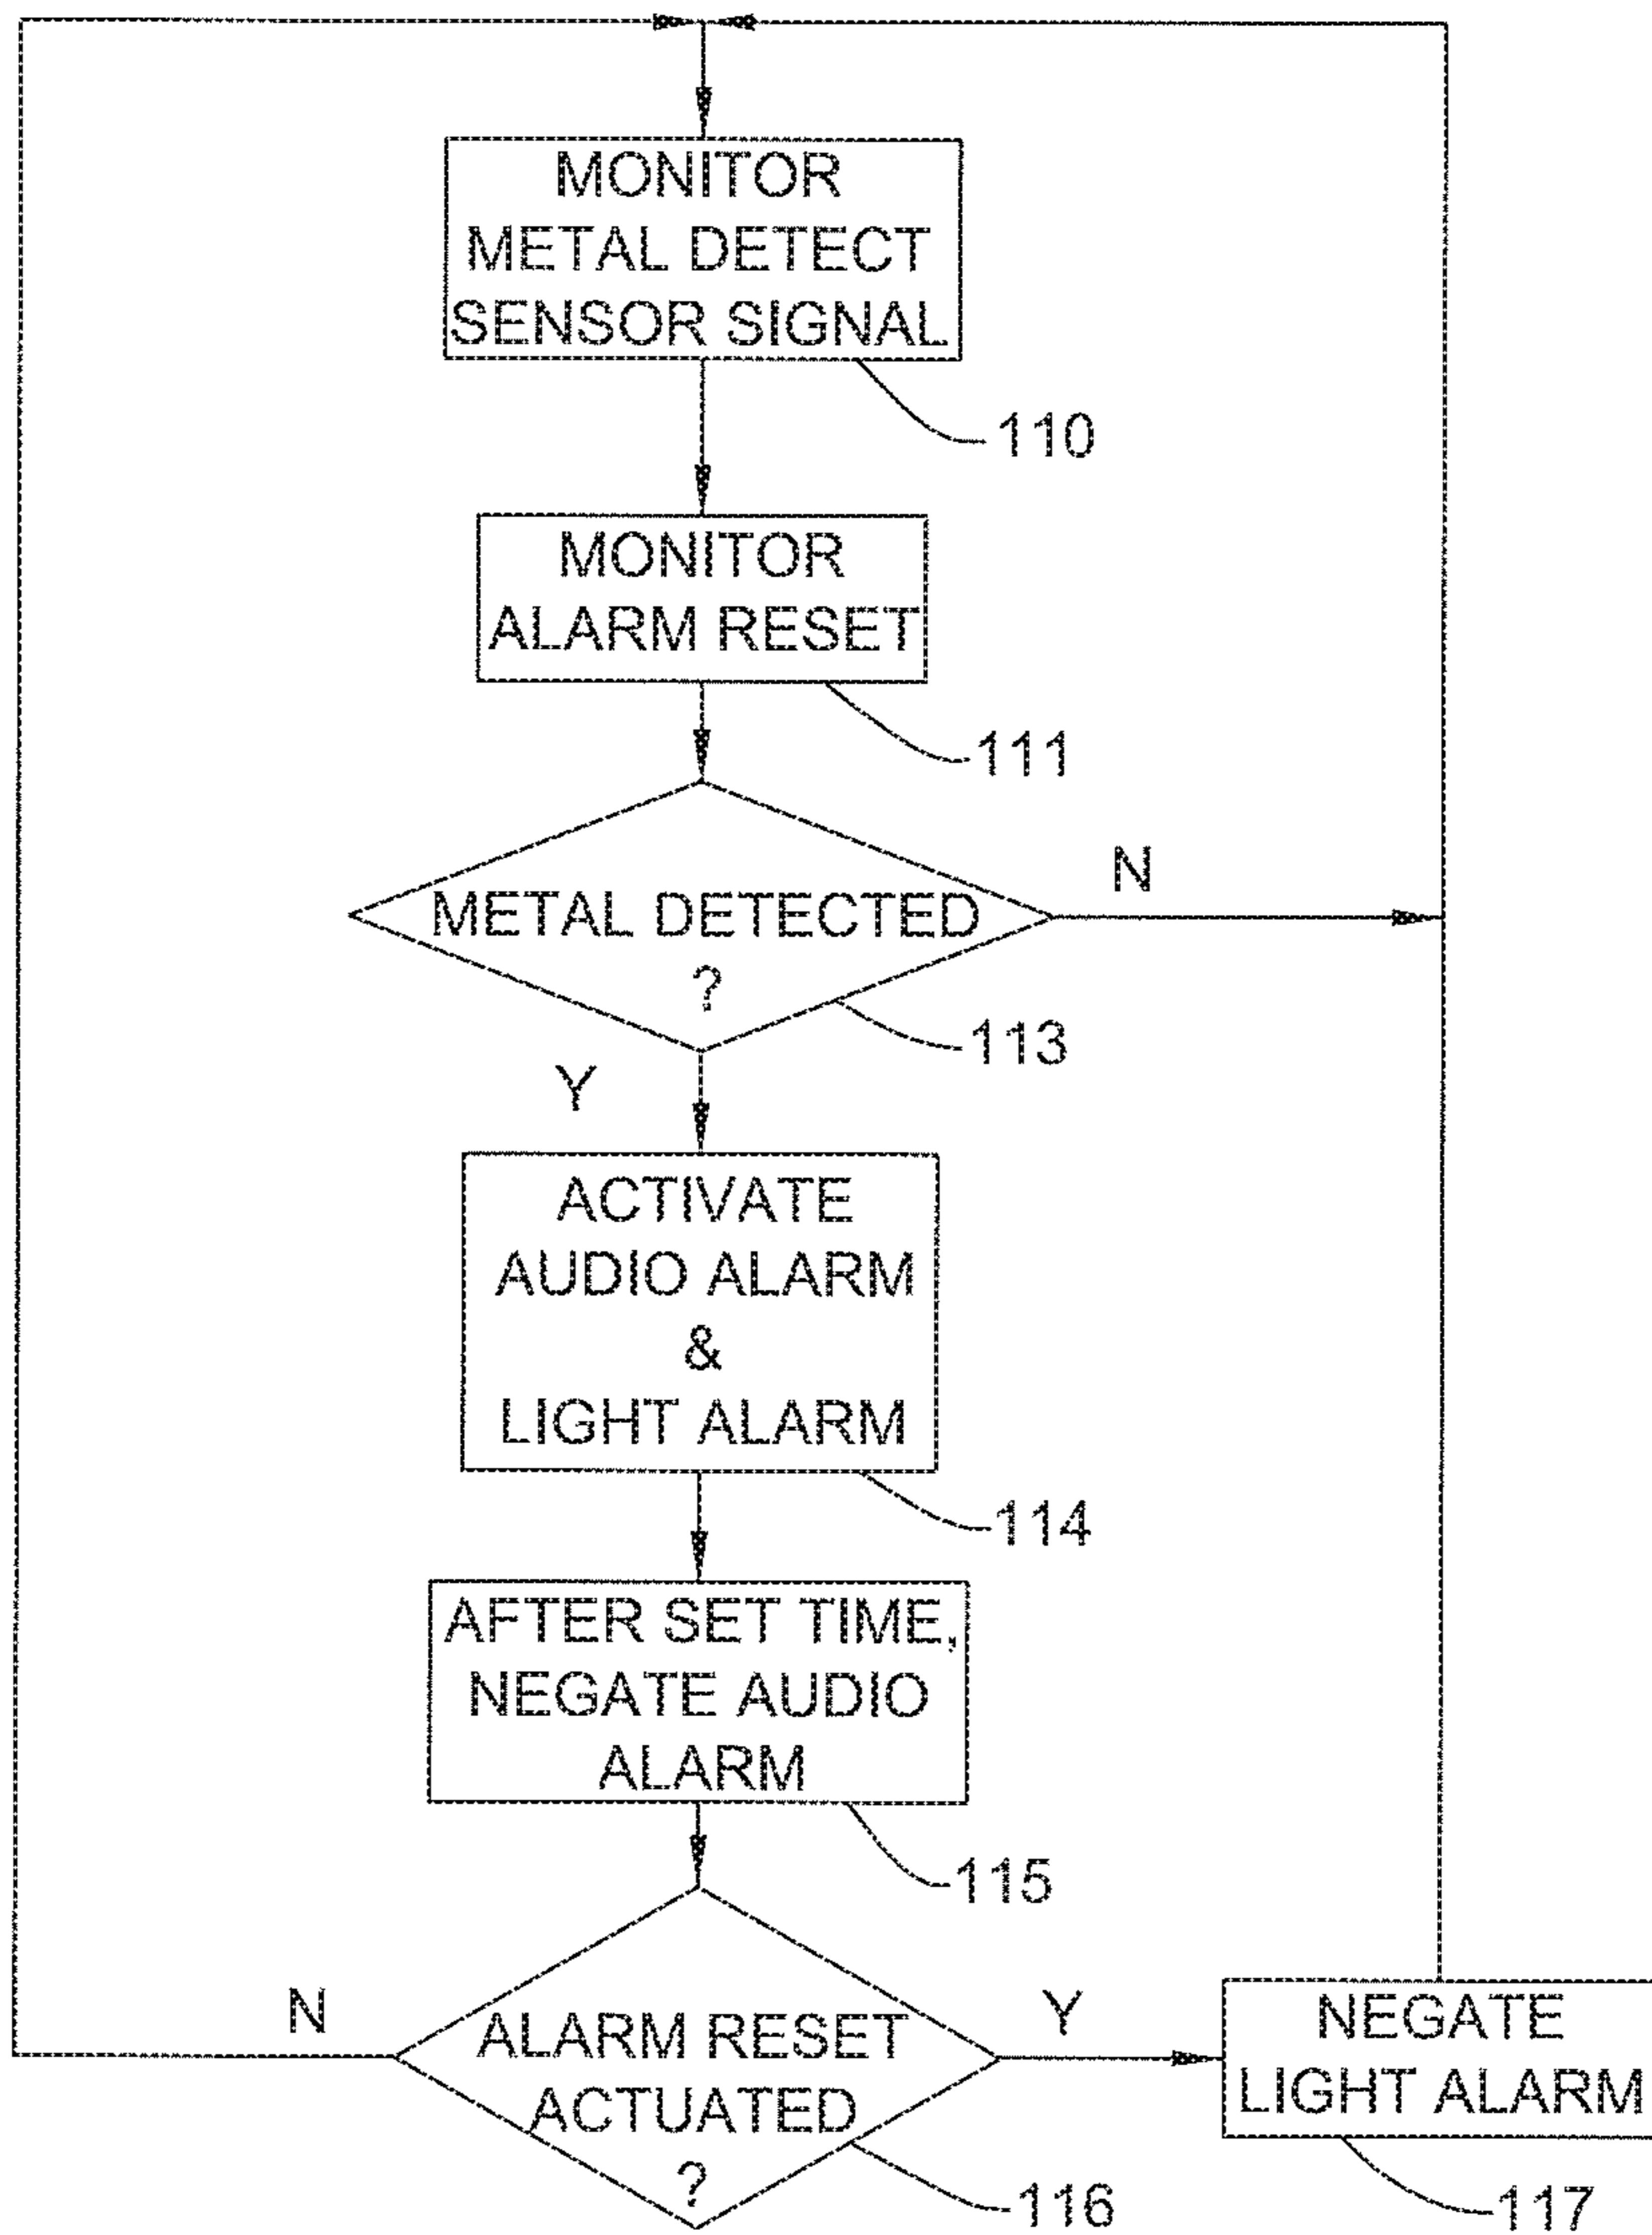 MONITOR
METAL DETECT
SENSOR SIGNAL
110
MONITOR
ALARM RESET
111
METAL DETECTED
?
N
113
Y
ACTIVATE
AUDIO ALARM
&
LIGHT ALARM
114
AFTER SET TIME,
NEGATE AUDIO
ALARM
115
N
ALARM RESET
ACTUATED
?
Y
116
NEGATE
LIGHT ALARM
117